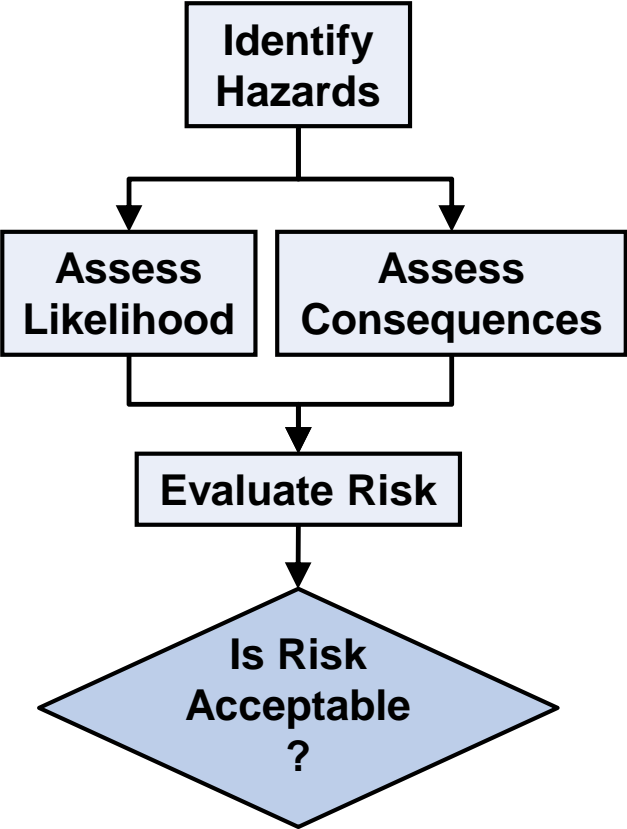 Identify
Hazards
Assess
Likelihood
Assess
Consequences
Evaluate Risk
Is Risk
Acceptable
?